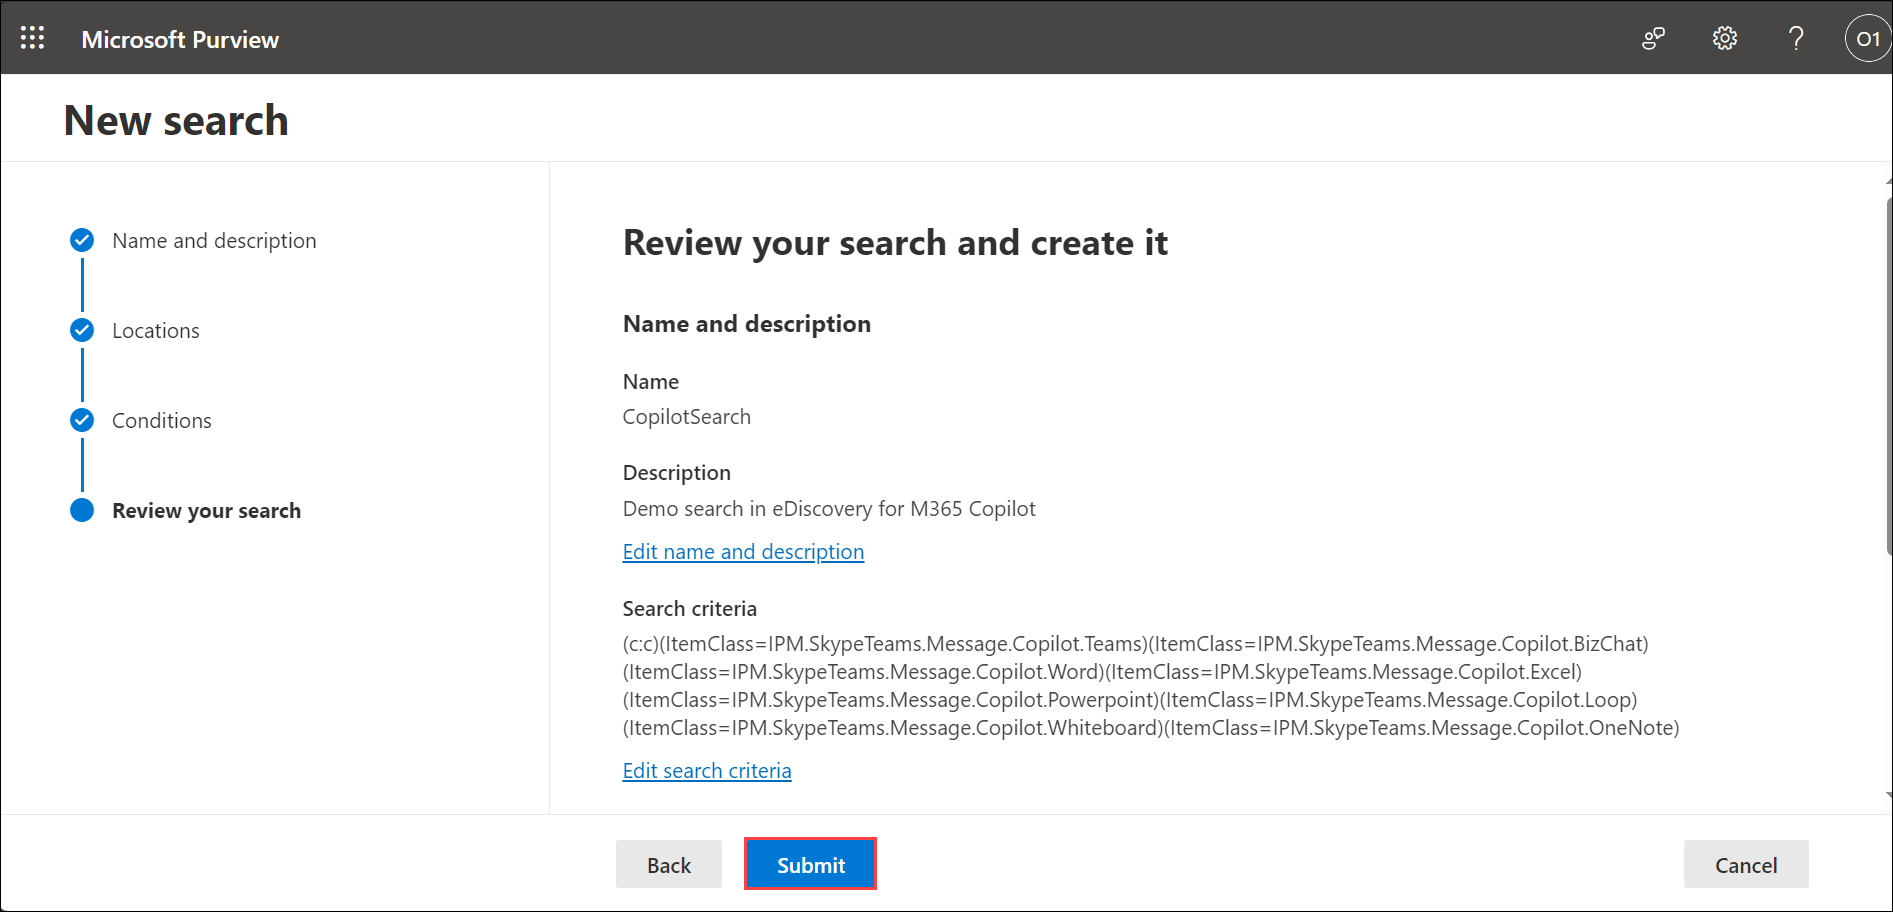 Microsoft Purview
?
O1
New search
Name and description
Locations
Conditions
Review your search
Review your search and create it
Name and description
Name
CopilotSearch
Description
Demo search in eDiscovery for M365 Copilot
Edit name and description
Search criteria
(c:c)(ItemClass=IPM.SkypeTeams.Message.Copilot.Teams)(ItemClass=IPM.SkypeTeams.Message.Copilot.BizChat)
(ItemClass=IPM.SkypeTeams.Message.Copilot.Word)(ItemClass=IPM.SkypeTeams.Message.Copilot.Excel)
(ItemClass=IPM.SkypeTeams.Message.Copilot.Powerpoint)(ItemClass=IPM.SkypeTeams.Message.Copilot.Loop)
(ItemClass=IPM.SkypeTeams.Message.Copilot.Whiteboard)(ItemClass=IPM.SkypeTeams.Message.Copilot.OneNote)
Edit search criteria
Back
Submit
Cancel